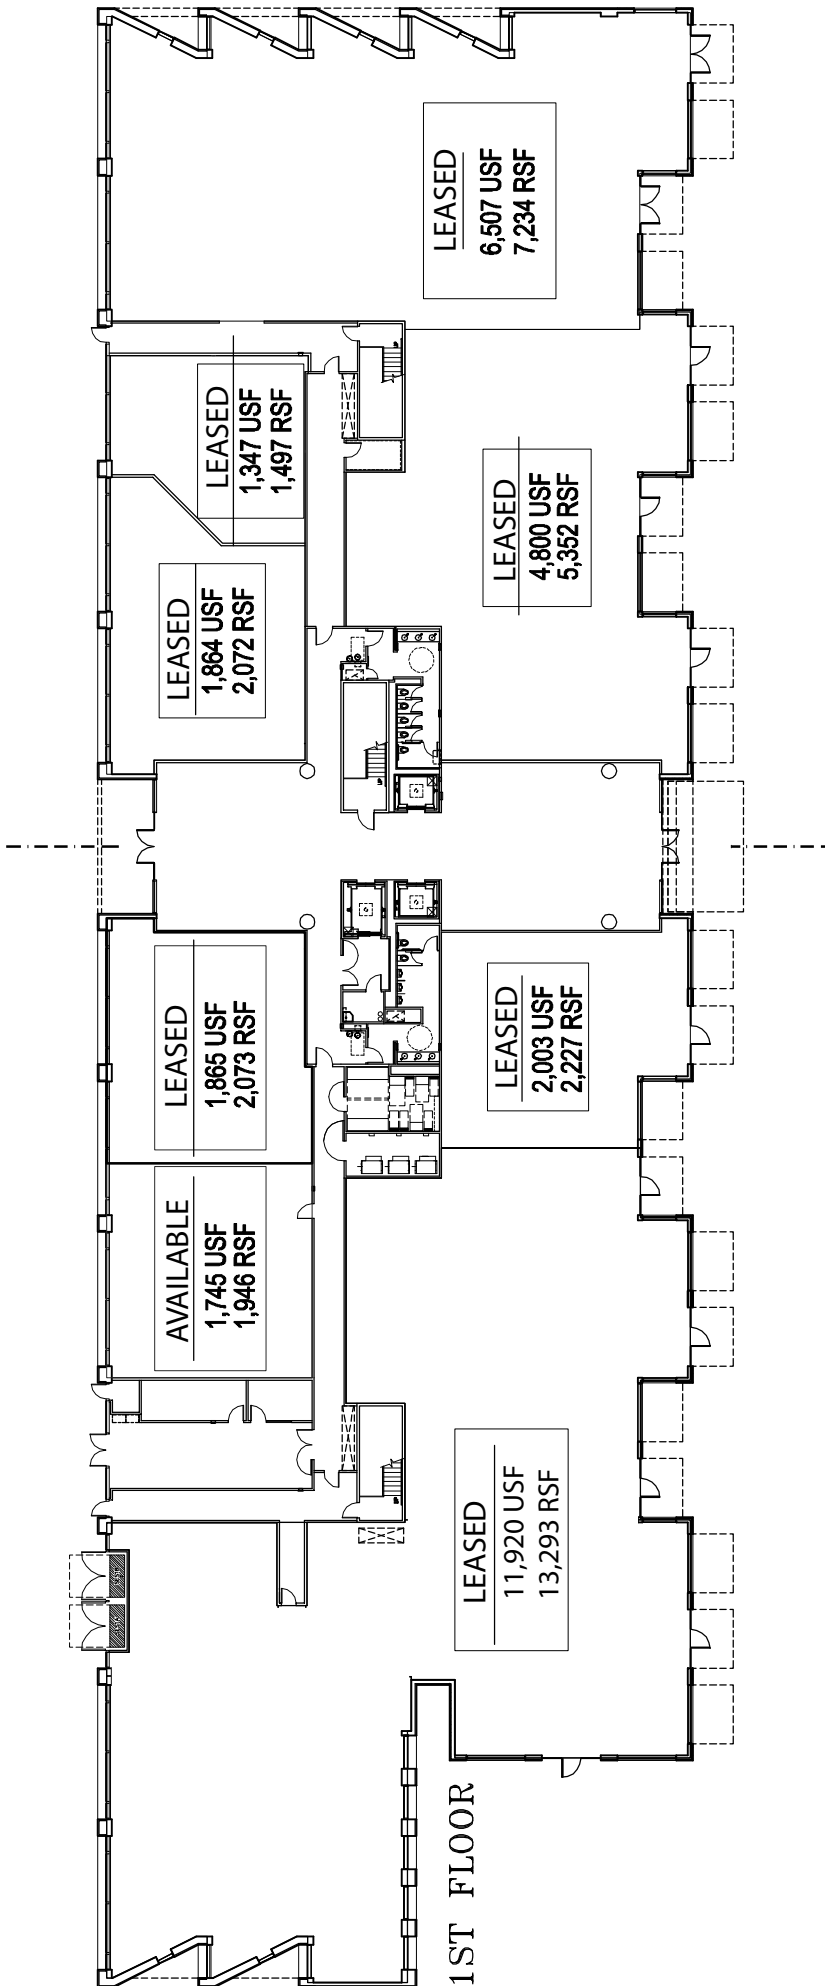 LEASED
6,507 USF
7,234 RSF
LEASED
1,347 USF
1,497 RSF
LEASED
4,800 USF
5,352 RSF
LEASED
1,864 USF
2,072 RSF
LEASED
1,865 USF
2,073 RSF
LEASED
2,003 USF
2,227 RSF
AVAILABLE
1,745 USF
1,946 RSF
LEASED
11,920 USF
13,293 RSF
1ST FLOOR